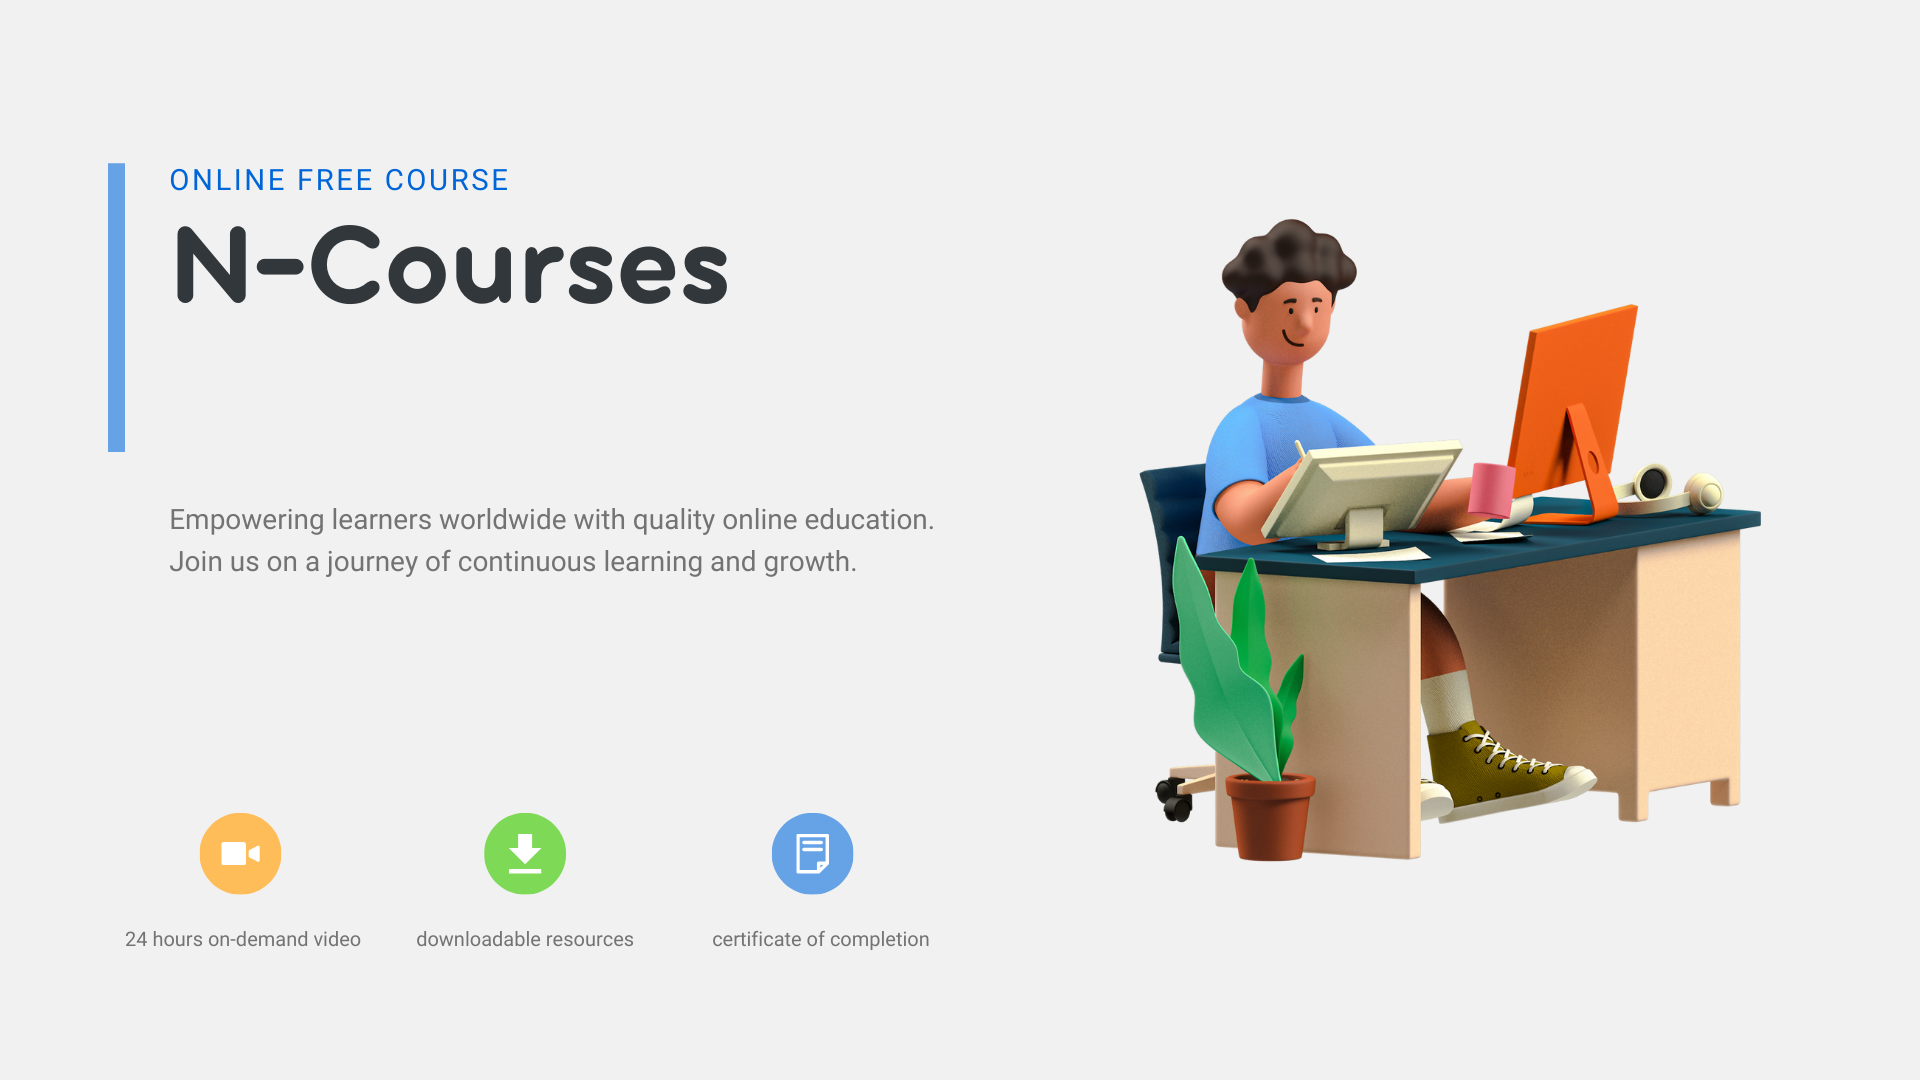 ONLINE FREE COURSE
N-Courses
Empowering learners worldwide with quality online education.
Join us on a journey of continuous learning and growth.
24 hours on-demand video
downloadable resources
certificate of completion